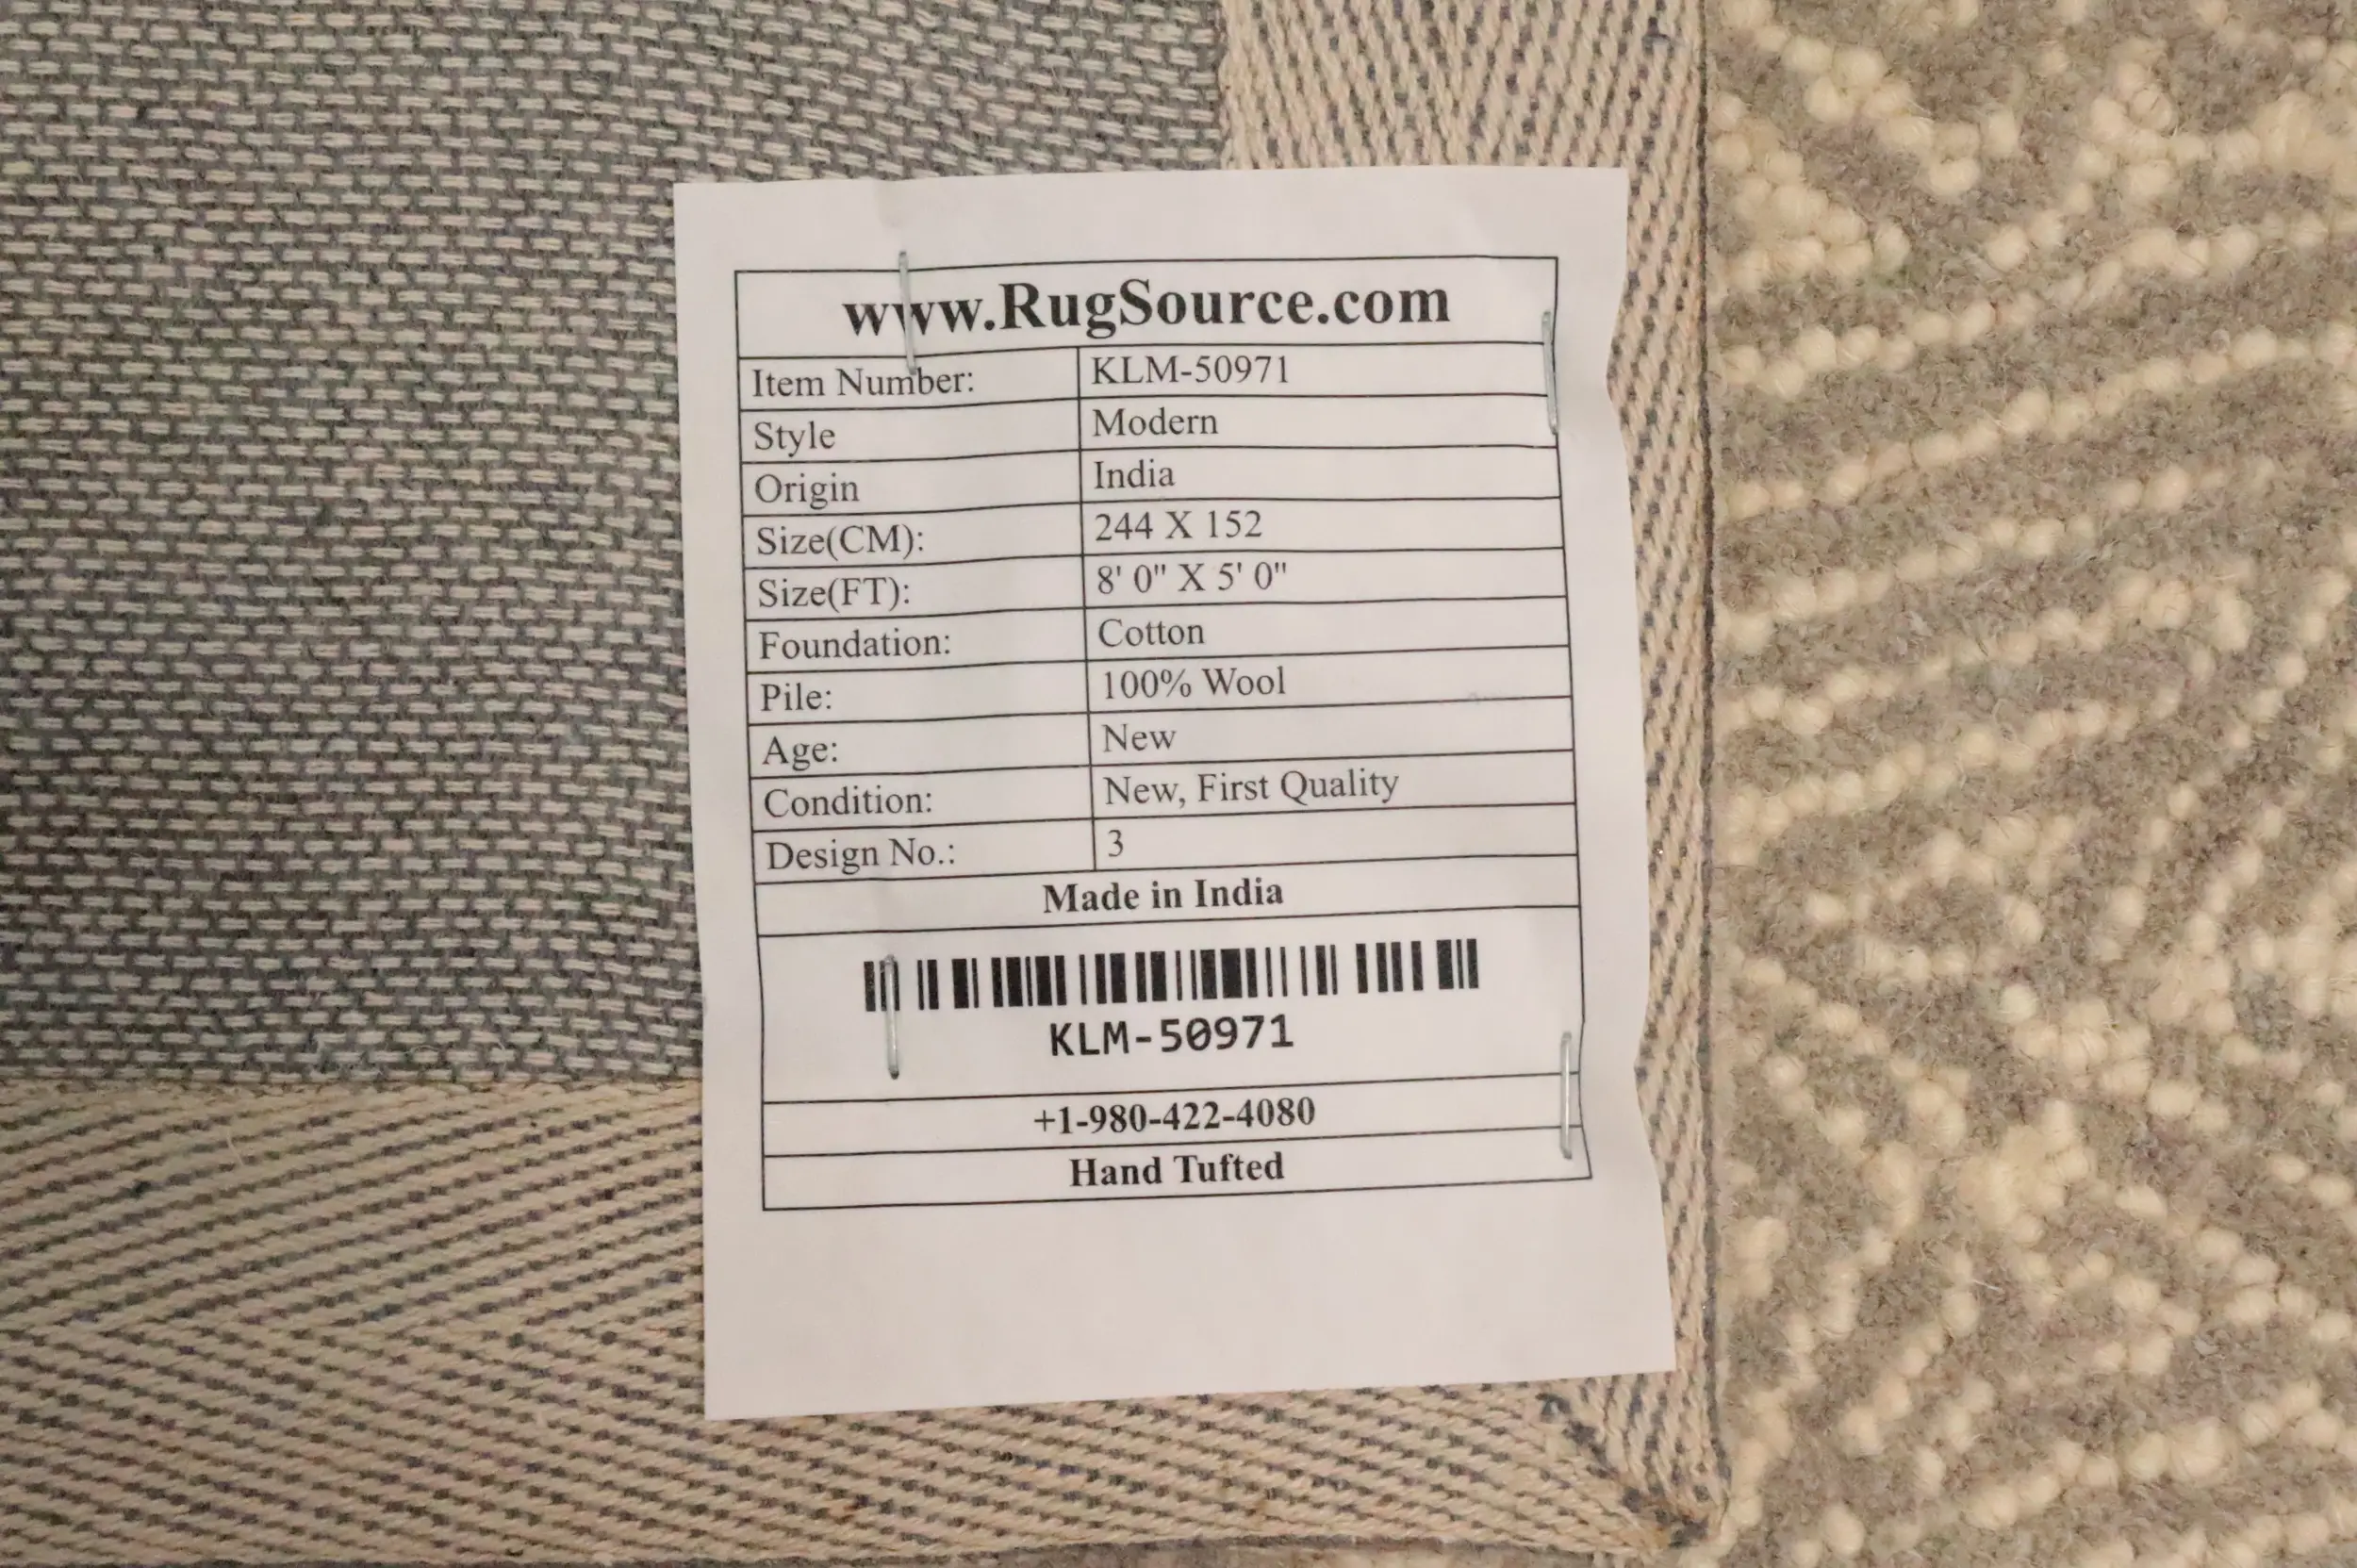 www.RugSource.com
Item Number: KLM-50971
Style Modern
Origin India
Size(CM): 244 X 152
Size(FT): 8' 0" X 5' 0"
Foundation: Cotton
Pile: 100% Wool
Age: New
Condition: New, First Quality
Design No.: 3
Made in India
KLM-50971
+1-980-422-4080
Hand Tufted